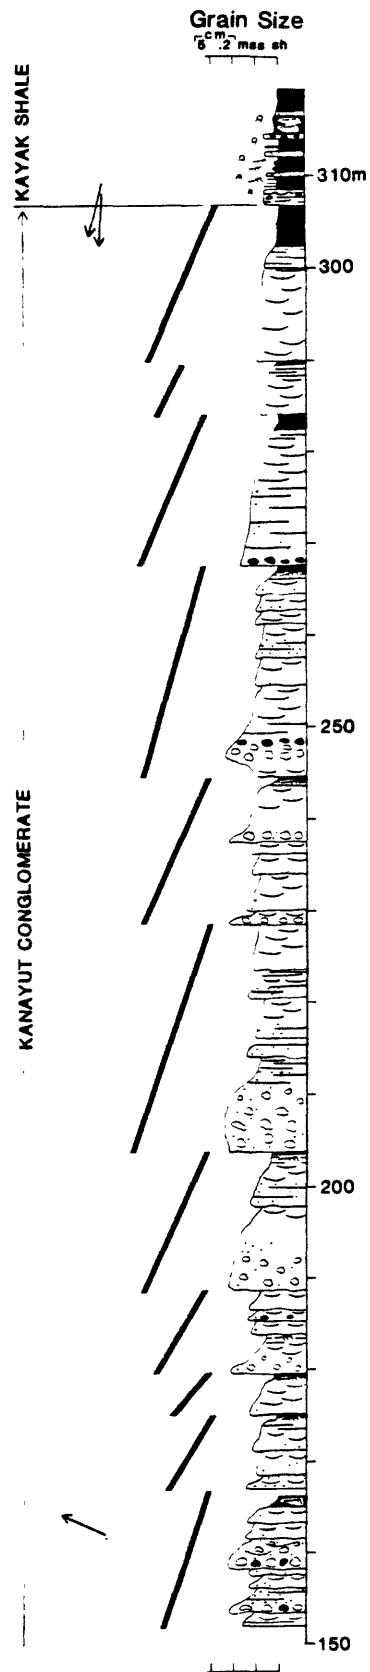 Grain Size
cm
5 .2 mss sh
KAYAK SHALE
310m
300
250
KANAYUT CONGLOMERATE
200
150